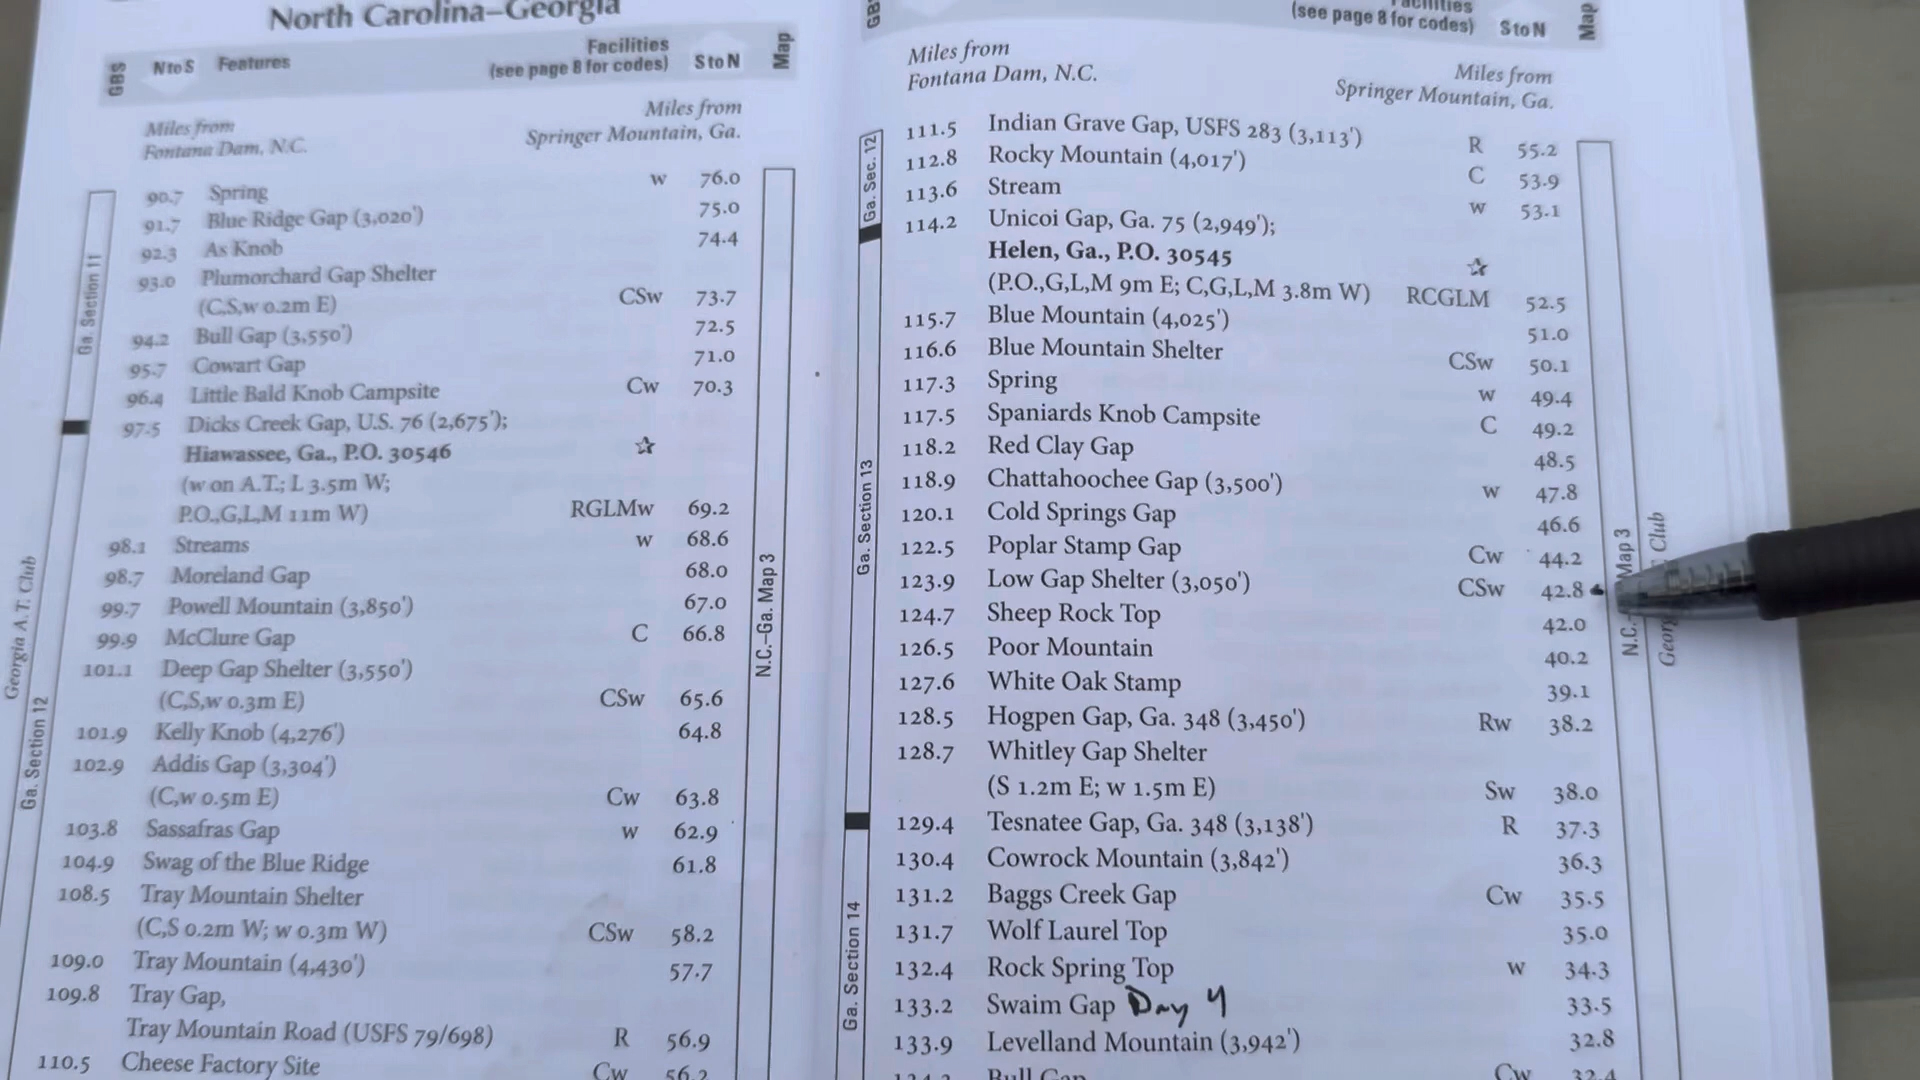 North Carolina–Georgia
GBS NtoS Features Facilities (see page 8 for codes) StoN Map
Miles from
Fontana Dam, N.C.
Miles from
Springer Mountain, Ga.
90.7 Spring w 76.0
91.7 Blue Ridge Gap (3,020') 75.0
92.3 As Knob 74.4
93.0 Plumorchard Gap Shelter
(C,S,w 0.2m E) CSw 73.7
94.2 Bull Gap (3,550') 72.5
95.7 Cowart Gap 71.0
96.4 Little Bald Knob Campsite Cw 70.3
97.5 Dicks Creek Gap, U.S. 76 (2,675');
Hiawassee, Ga., P.O. 30546 ☆
(w on A.T.; L 3.5m W;
P.O.,G,L,M 11m W) RGLMw 69.2
98.1 Streams w 68.6
98.7 Moreland Gap 68.0
99.7 Powell Mountain (3,850') 67.0
99.9 McClure Gap C 66.8
101.1 Deep Gap Shelter (3,550')
(C,S,w 0.3m E) CSw 65.6
101.9 Kelly Knob (4,276') 64.8
102.9 Addis Gap (3,304')
(C,w 0.5m E) Cw 63.8
103.8 Sassafras Gap w 62.9
104.9 Swag of the Blue Ridge 61.8
108.5 Tray Mountain Shelter
(C,S 0.2m W; w 0.3m W) CSw 58.2
109.0 Tray Mountain (4,430') 57.7
109.8 Tray Gap,
Tray Mountain Road (USFS 79/698) R 56.9
110.5 Cheese Factory Site Cw 56.2
Georgia A.T. Club
Ga. Section 11
Ga. Section 12
N.C.–Ga. Map 3
Facilities
(see page 8 for codes) StoN Map
Miles from
Fontana Dam, N.C.
Miles from
Springer Mountain, Ga.
111.5 Indian Grave Gap, USFS 283 (3,113') R 55.2
112.8 Rocky Mountain (4,017') C 53.9
113.6 Stream w 53.1
114.2 Unicoi Gap, Ga. 75 (2,949');
Helen, Ga., P.O. 30545 ☆
(P.O.,G,L,M 9m E; C,G,L,M 3.8m W) RCGLM 52.5
115.7 Blue Mountain (4,025') 51.0
116.6 Blue Mountain Shelter CSw 50.1
117.3 Spring w 49.4
117.5 Spaniards Knob Campsite C 49.2
118.2 Red Clay Gap 48.5
118.9 Chattahoochee Gap (3,500') w 47.8
120.1 Cold Springs Gap 46.6
122.5 Poplar Stamp Gap Cw 44.2
123.9 Low Gap Shelter (3,050') CSw 42.8
124.7 Sheep Rock Top 42.0
126.5 Poor Mountain 40.2
127.6 White Oak Stamp 39.1
128.5 Hogpen Gap, Ga. 348 (3,450') Rw 38.2
128.7 Whitley Gap Shelter
(S 1.2m E; w 1.5m E) Sw 38.0
129.4 Tesnatee Gap, Ga. 348 (3,138') R 37.3
130.4 Cowrock Mountain (3,842') 36.3
131.2 Baggs Creek Gap Cw 35.5
131.7 Wolf Laurel Top 35.0
132.4 Rock Spring Top w 34.3
133.2 Swaim Gap Day 4 33.5
133.9 Levelland Mountain (3,942') 32.8
Bull Gap Cw 32.4
Ga. Sec. 12
Ga. Section 13
Ga. Section 14
N.C. Map 3
Club